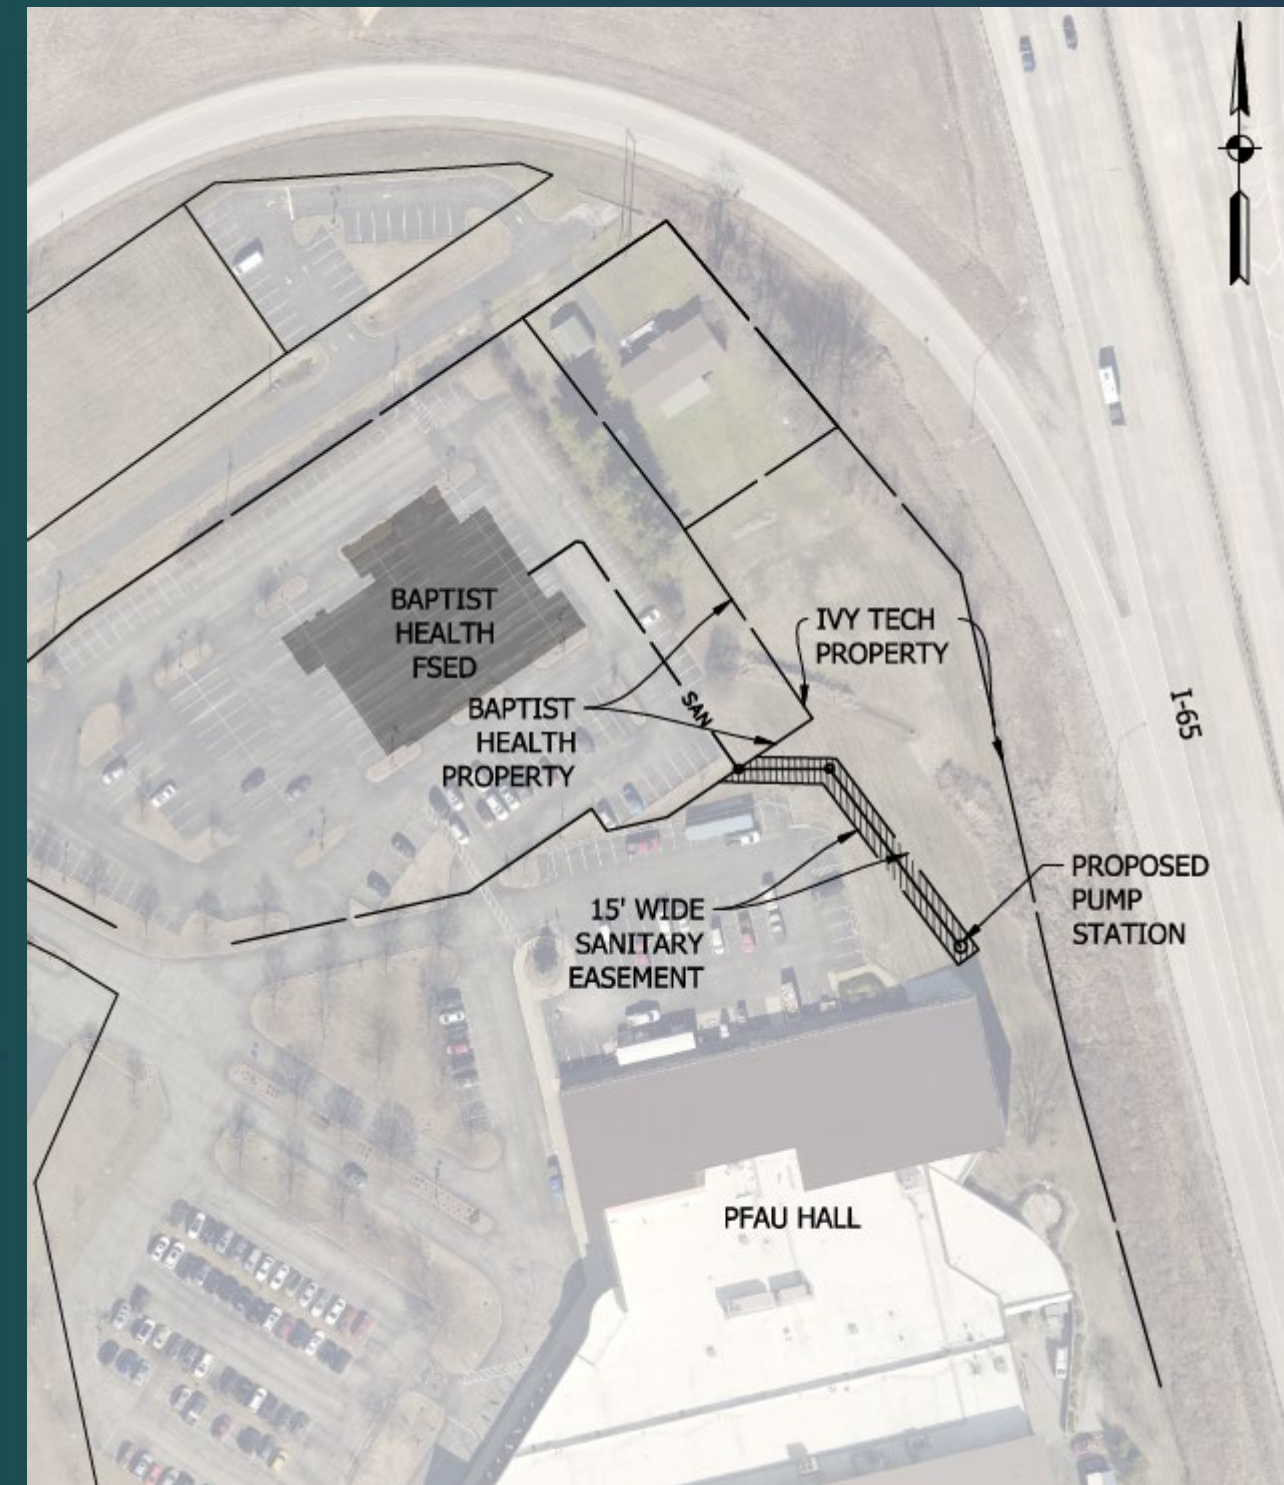 BAPTIST
HEALTH
FSED
IVY TECH
PROPERTY
BAPTIST
HEALTH
PROPERTY
SAN
I-65
15' WIDE
SANITARY
EASEMENT
PROPOSED
PUMP
STATION
PFAU HALL